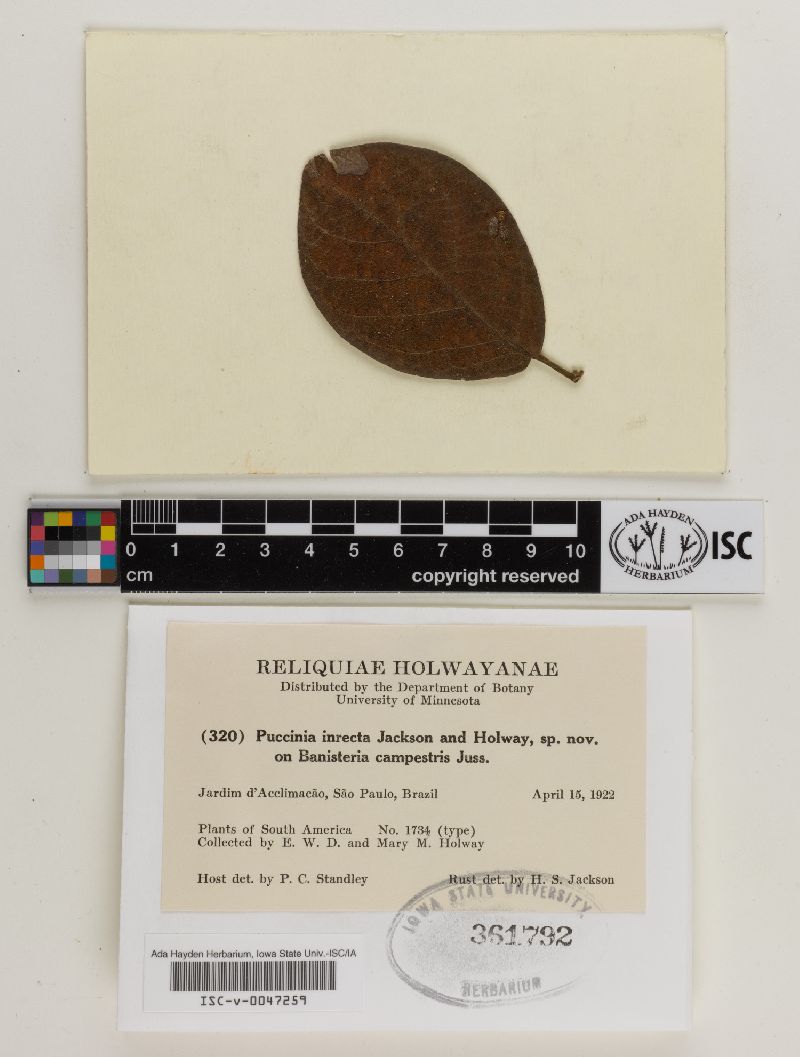 0 1 2 3 4 5 6 7 8 9 10
cm copyright reserved
ADA HAYDEN
HERBARIUM
ISC
RELIQUIAE HOLWAYANAE
Distributed by the Department of Botany
University of Minnesota
(320) Puccinia inrecta Jackson and Holway, sp. nov.
on Banisteria campestris Juss.
Jardim d'Acclimacão, São Paulo, Brazil April 15, 1922
Plants of South America No. 1734 (type)
Collected by E. W. D. and Mary M. Holway
Host det. by P. C. Standley Rust det. by H. S. Jackson
IOWA STATE UNIVERSITY,
361792
HERBARIUM
Ada Hayden Herbarium, Iowa State Univ.-ISC/IA
ISC-v-0047259